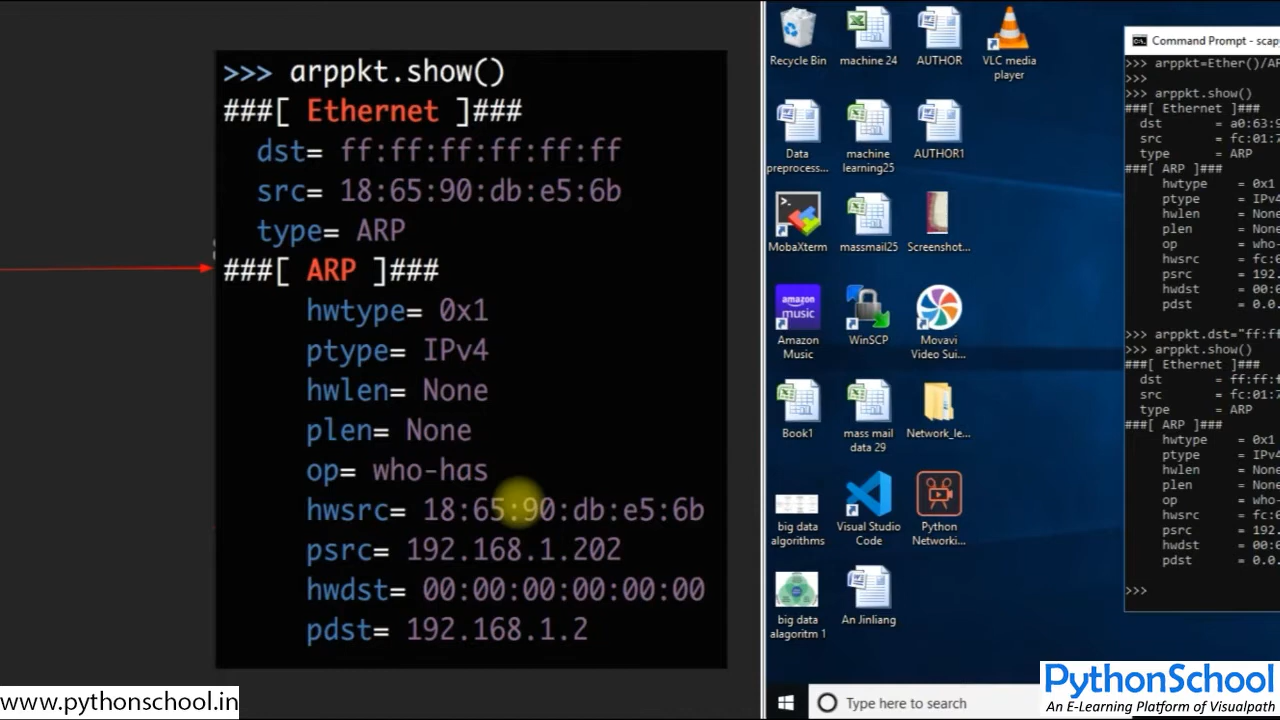 >>> arppkt.show()
###[ Ethernet ]###
dst= ff:ff:ff:ff:ff:ff
src= 18:65:90:db:e5:6b
type= ARP
###[ ARP ]###
hwtype= 0x1
ptype= IPv4
hwlen= None
plen= None
op= who-has
hwsrc= 18:65:90:db:e5:6b
psrc= 192.168.1.202
hwdst= 00:00:00:00:00:00
pdst= 192.168.1.2
www.pythonschool.in
Recycle Bin
machine 24
AUTHOR
VLC media
player
Data
preprocess...
machine
learning25
AUTHOR1
MobaXterm
massmail25
Screenshot...
amazon
music
Amazon
Music
WinSCP
Movavi
Video Sui...
Book1
mass mail
data 29
Network_le...
big data
algorithms
Visual Studio
Code
Python
Networki...
big data
alagoritm 1
An Jinliang
Type here to search
Command Prompt - scap
>>> arppkt=Ether()/AR
>>>
>>> arppkt.show()
###[ Ethernet ]###
dst = a0:63:9
src = fc:01:7
type = ARP
###[ ARP ]###
hwtype = 0x1
ptype = IPv4
hwlen = None
plen = None
op = who-
hwsrc = fc:0
psrc = 192.
hwdst = 00:0
pdst = 0.0.
>>> arppkt.dst="ff:ff
>>> arppkt.show()
###[ Ethernet ]###
dst = ff:ff:f
src = fc:01:7
type = ARP
###[ ARP ]###
hwtype = 0x1
ptype = IPv4
hwlen = None
plen = None
op = who-
hwsrc = fc:0
psrc = 192.
hwdst = 00:0
pdst = 0.0.
>>>
PythonSchool
An E-Learning Platform of Visualpath